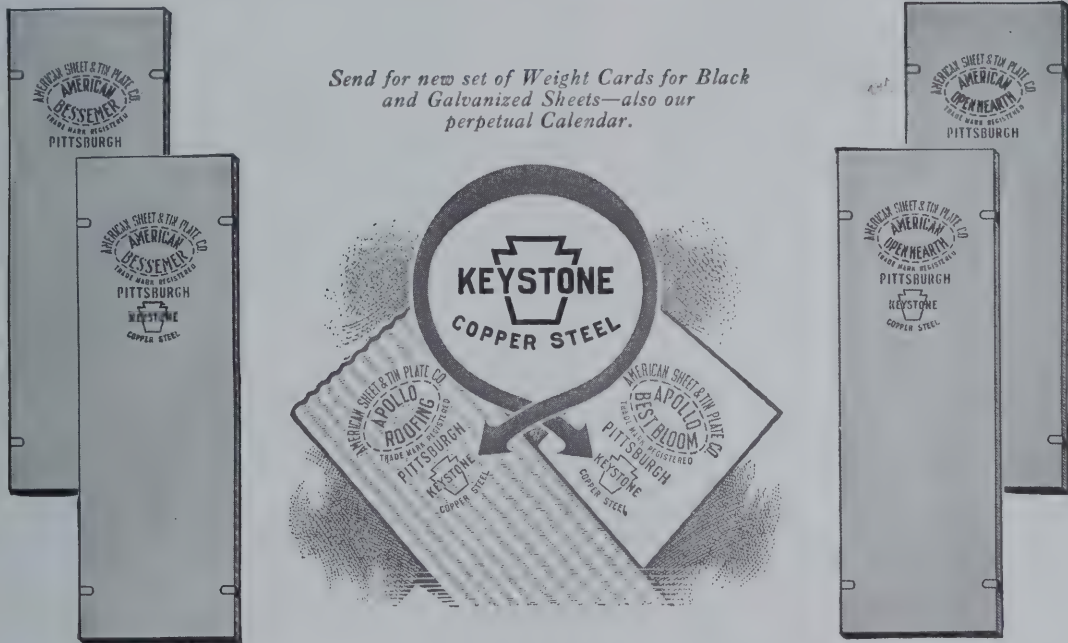 AMERICAN SHEET & TIN PLATE CO.
AMERICAN
BESSEMER
TRADE MARK REGISTERED
PITTSBURGH
AMERICAN SHEET & TIN PLATE CO.
AMERICAN
BESSEMER
TRADE MARK REGISTERED
PITTSBURGH
KEYSTONE
COPPER STEEL
Send for new set of Weight Cards for Black
and Galvanized Sheets—also our
perpetual Calendar.
KEYSTONE
COPPER STEEL
AMERICAN SHEET & TIN PLATE CO.
APOLLO
ROOFING
TRADE MARK REGISTERED
PITTSBURGH
KEYSTONE
COPPER STEEL
AMERICAN SHEET & TIN PLATE CO.
APOLLO
BEST BLOOM
TRADE MARK REGISTERED
PITTSBURGH
KEYSTONE
COPPER STEEL
AMERICAN SHEET & TIN PLATE CO.
AMERICAN
OPEN HEARTH
TRADE MARK REGISTERED
PITTSBURGH
AMERICAN SHEET & TIN PLATE CO.
AMERICAN
OPEN HEARTH
TRADE MARK REGISTERED
PITTSBURGH
KEYSTONE
COPPER STEEL